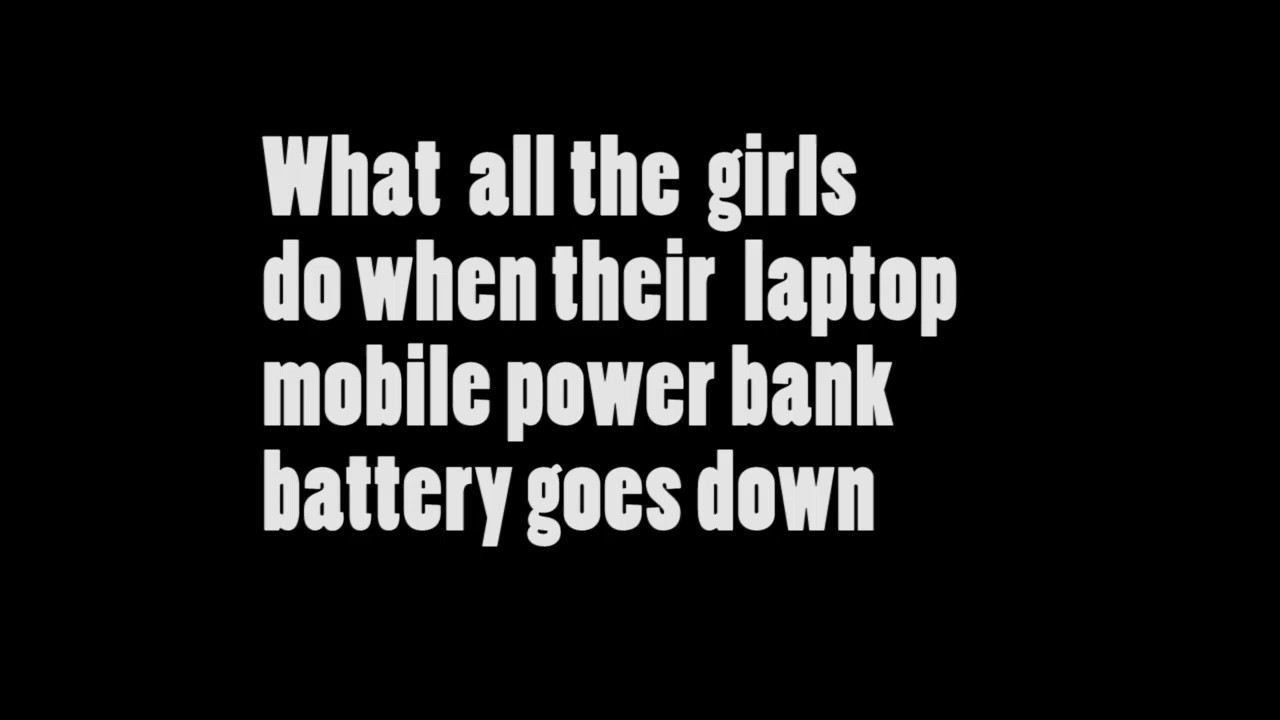 What all the girls
do when their laptop
mobile power bank
battery goes down